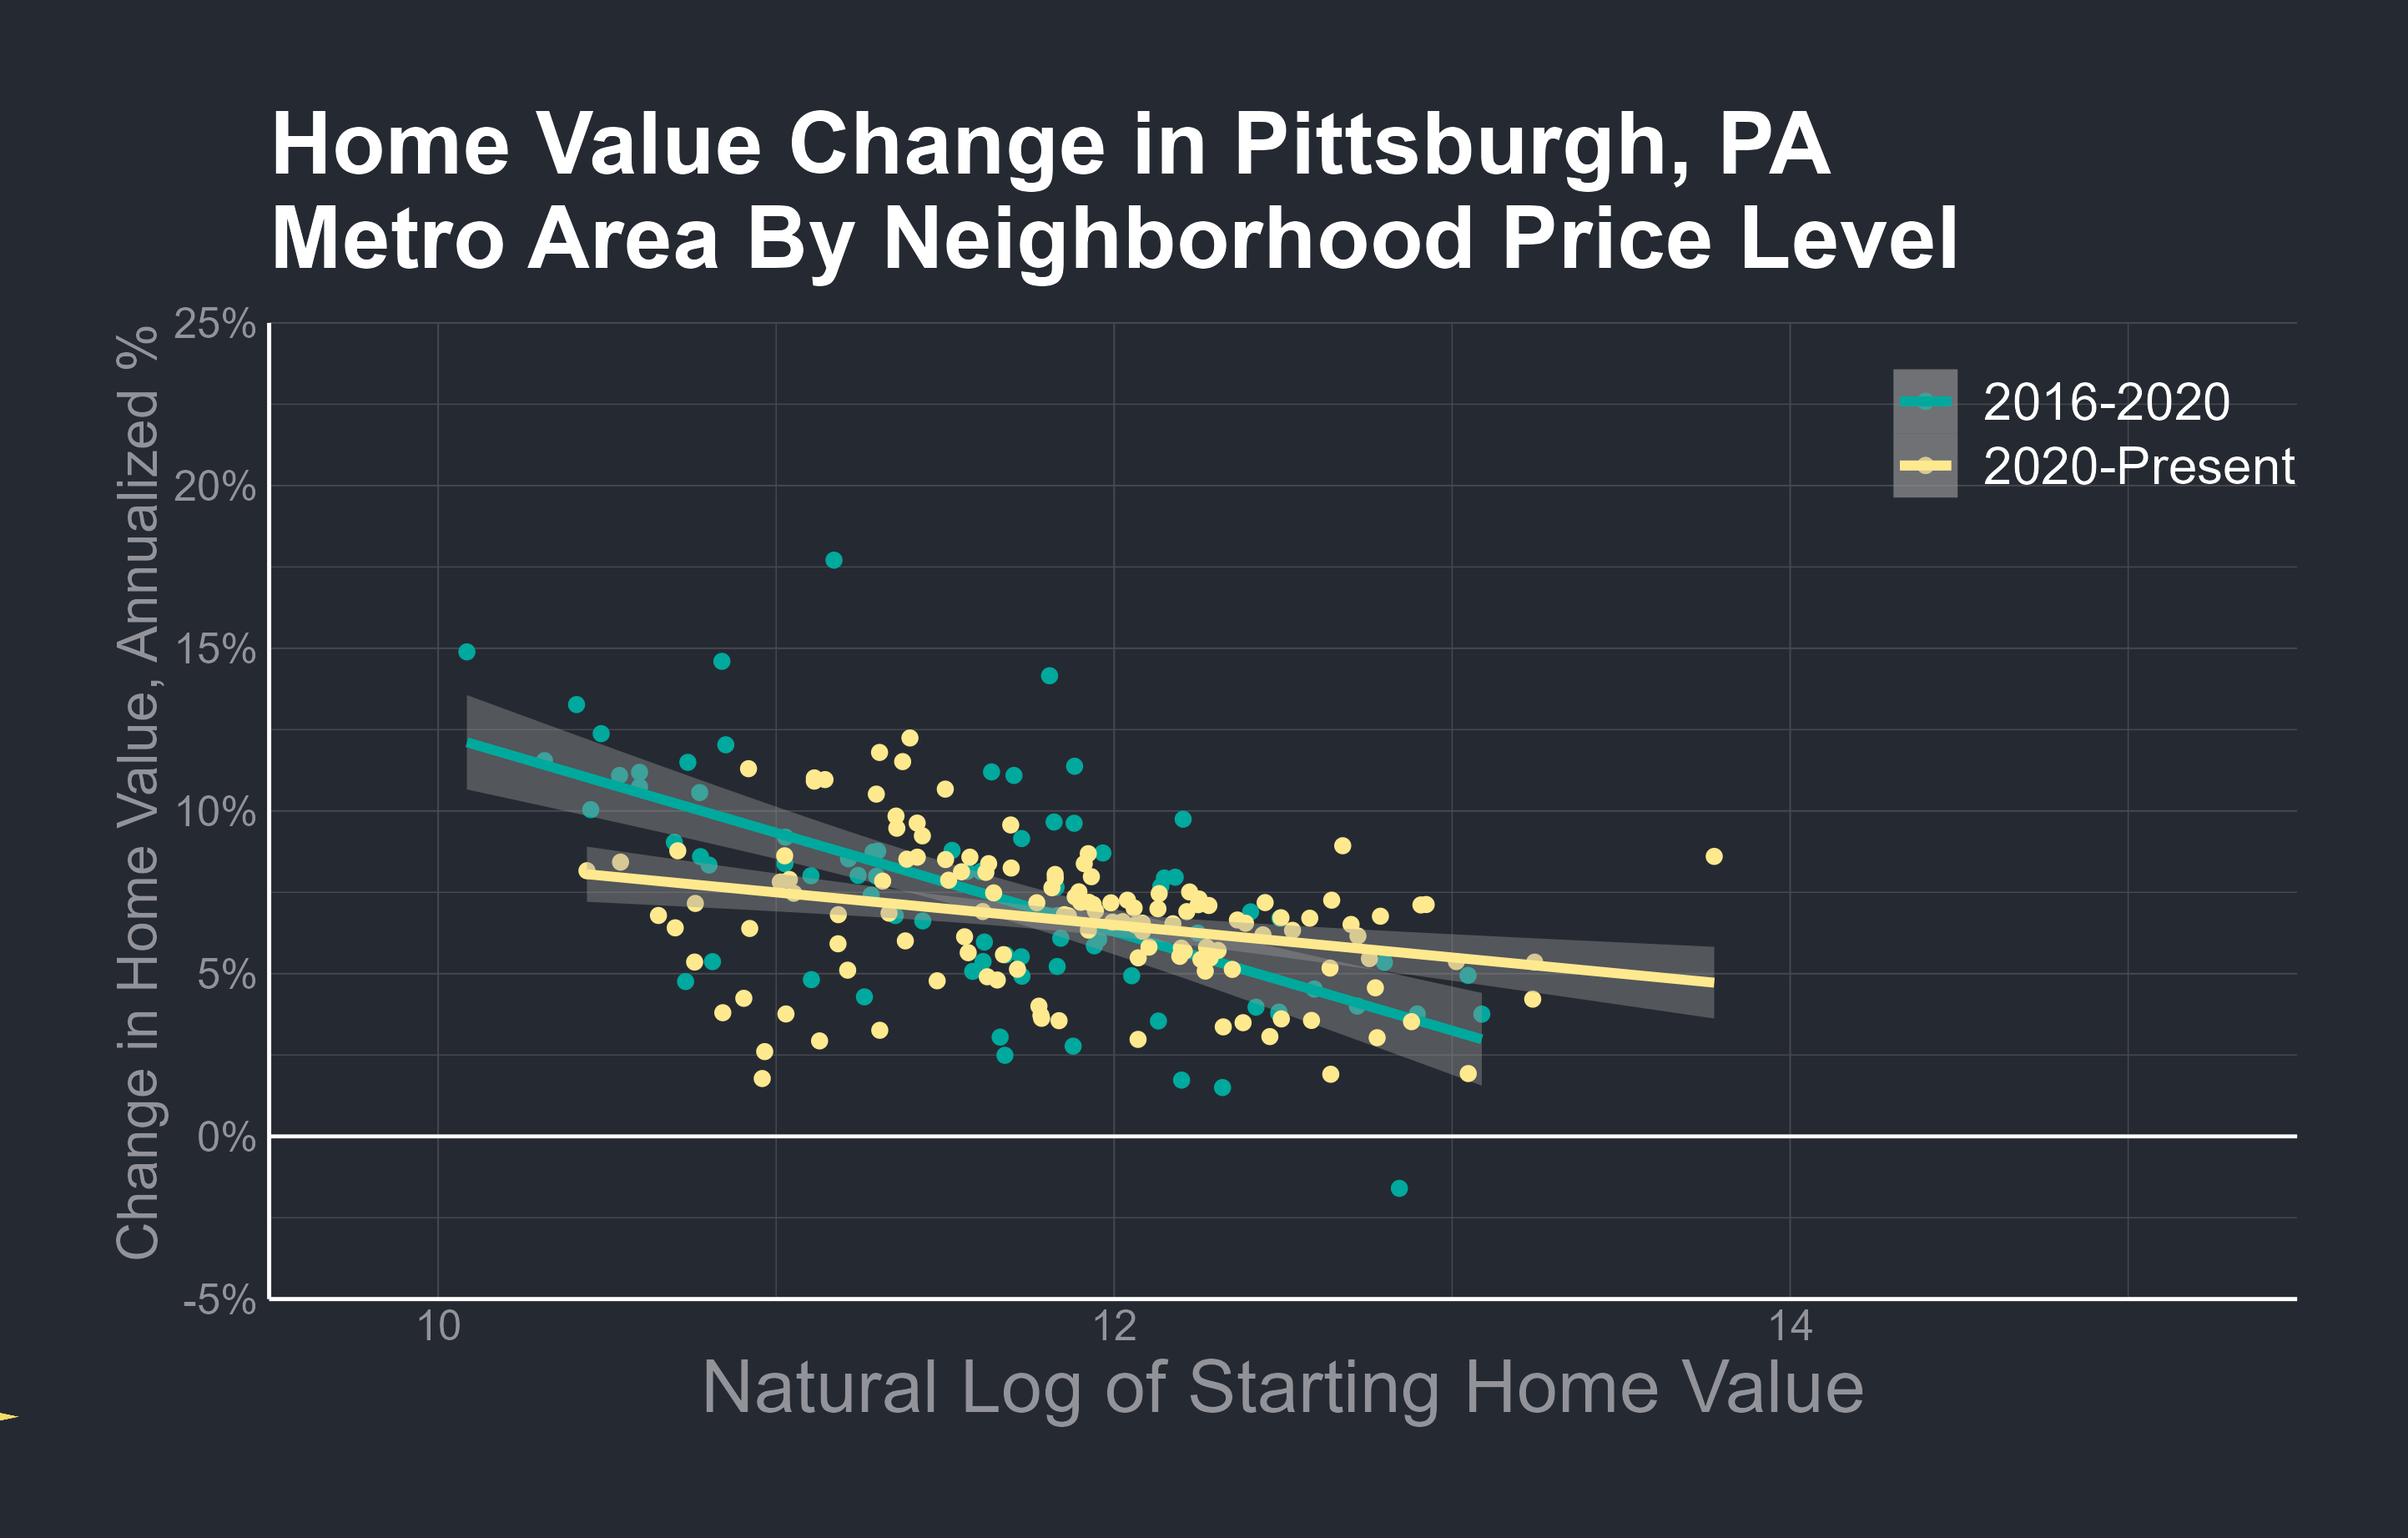 Home Value Change in Pittsburgh, PA
Metro Area By Neighborhood Price Level
Change in Home Value, Annualized %
25%
20%
15%
10%
5%
0%
-5%
2016-2020
2020-Present
10
12
14
Natural Log of Starting Home Value